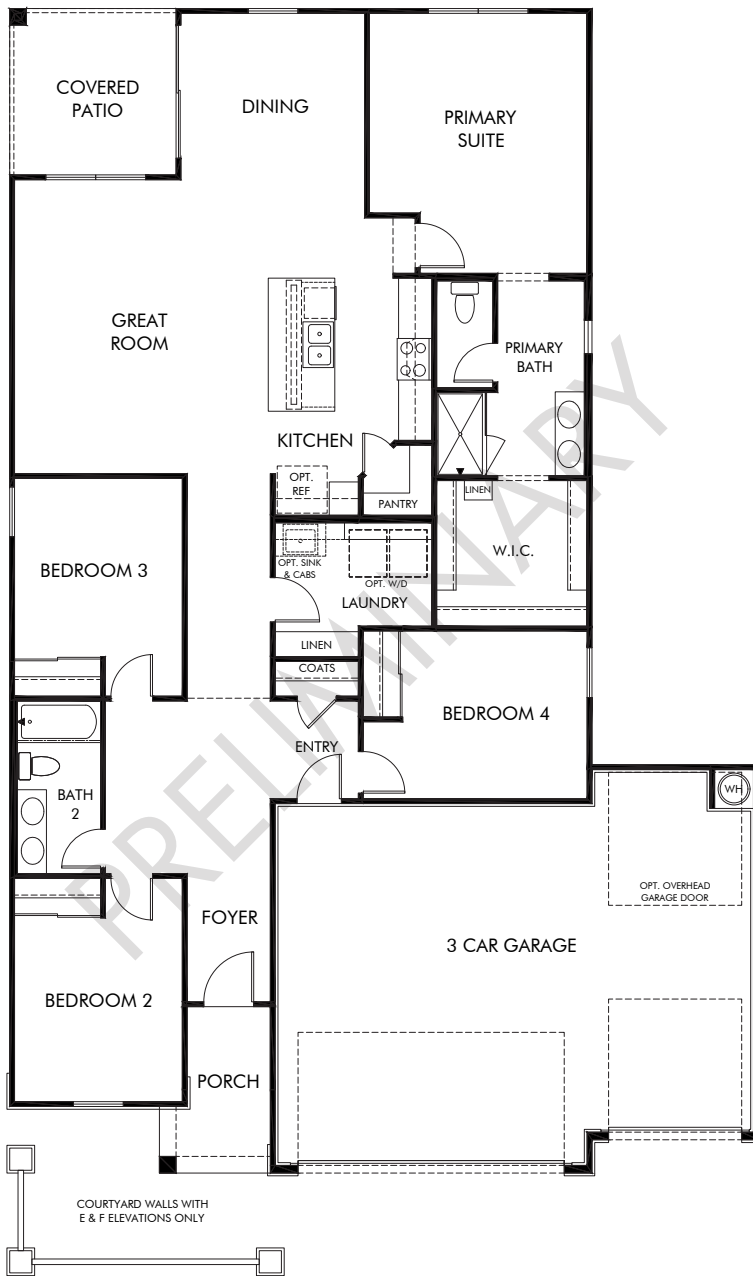 COVERED
PATIO
DINING
PRIMARY
SUITE
GREAT
ROOM
PRIMARY
BATH
KITCHEN
OPT.
REF
PANTRY
LINEN
W.I.C.
BEDROOM 3
OPT. SINK
& CABS
OPT. W/D
LAUNDRY
LINEN
COATS
BEDROOM 4
ENTRY
BATH
2
WH
OPT. OVERHEAD
GARAGE DOOR
FOYER
3 CAR GARAGE
BEDROOM 2
PORCH
COURTYARD WALLS WITH
E & F ELEVATIONS ONLY
PRELIMINARY